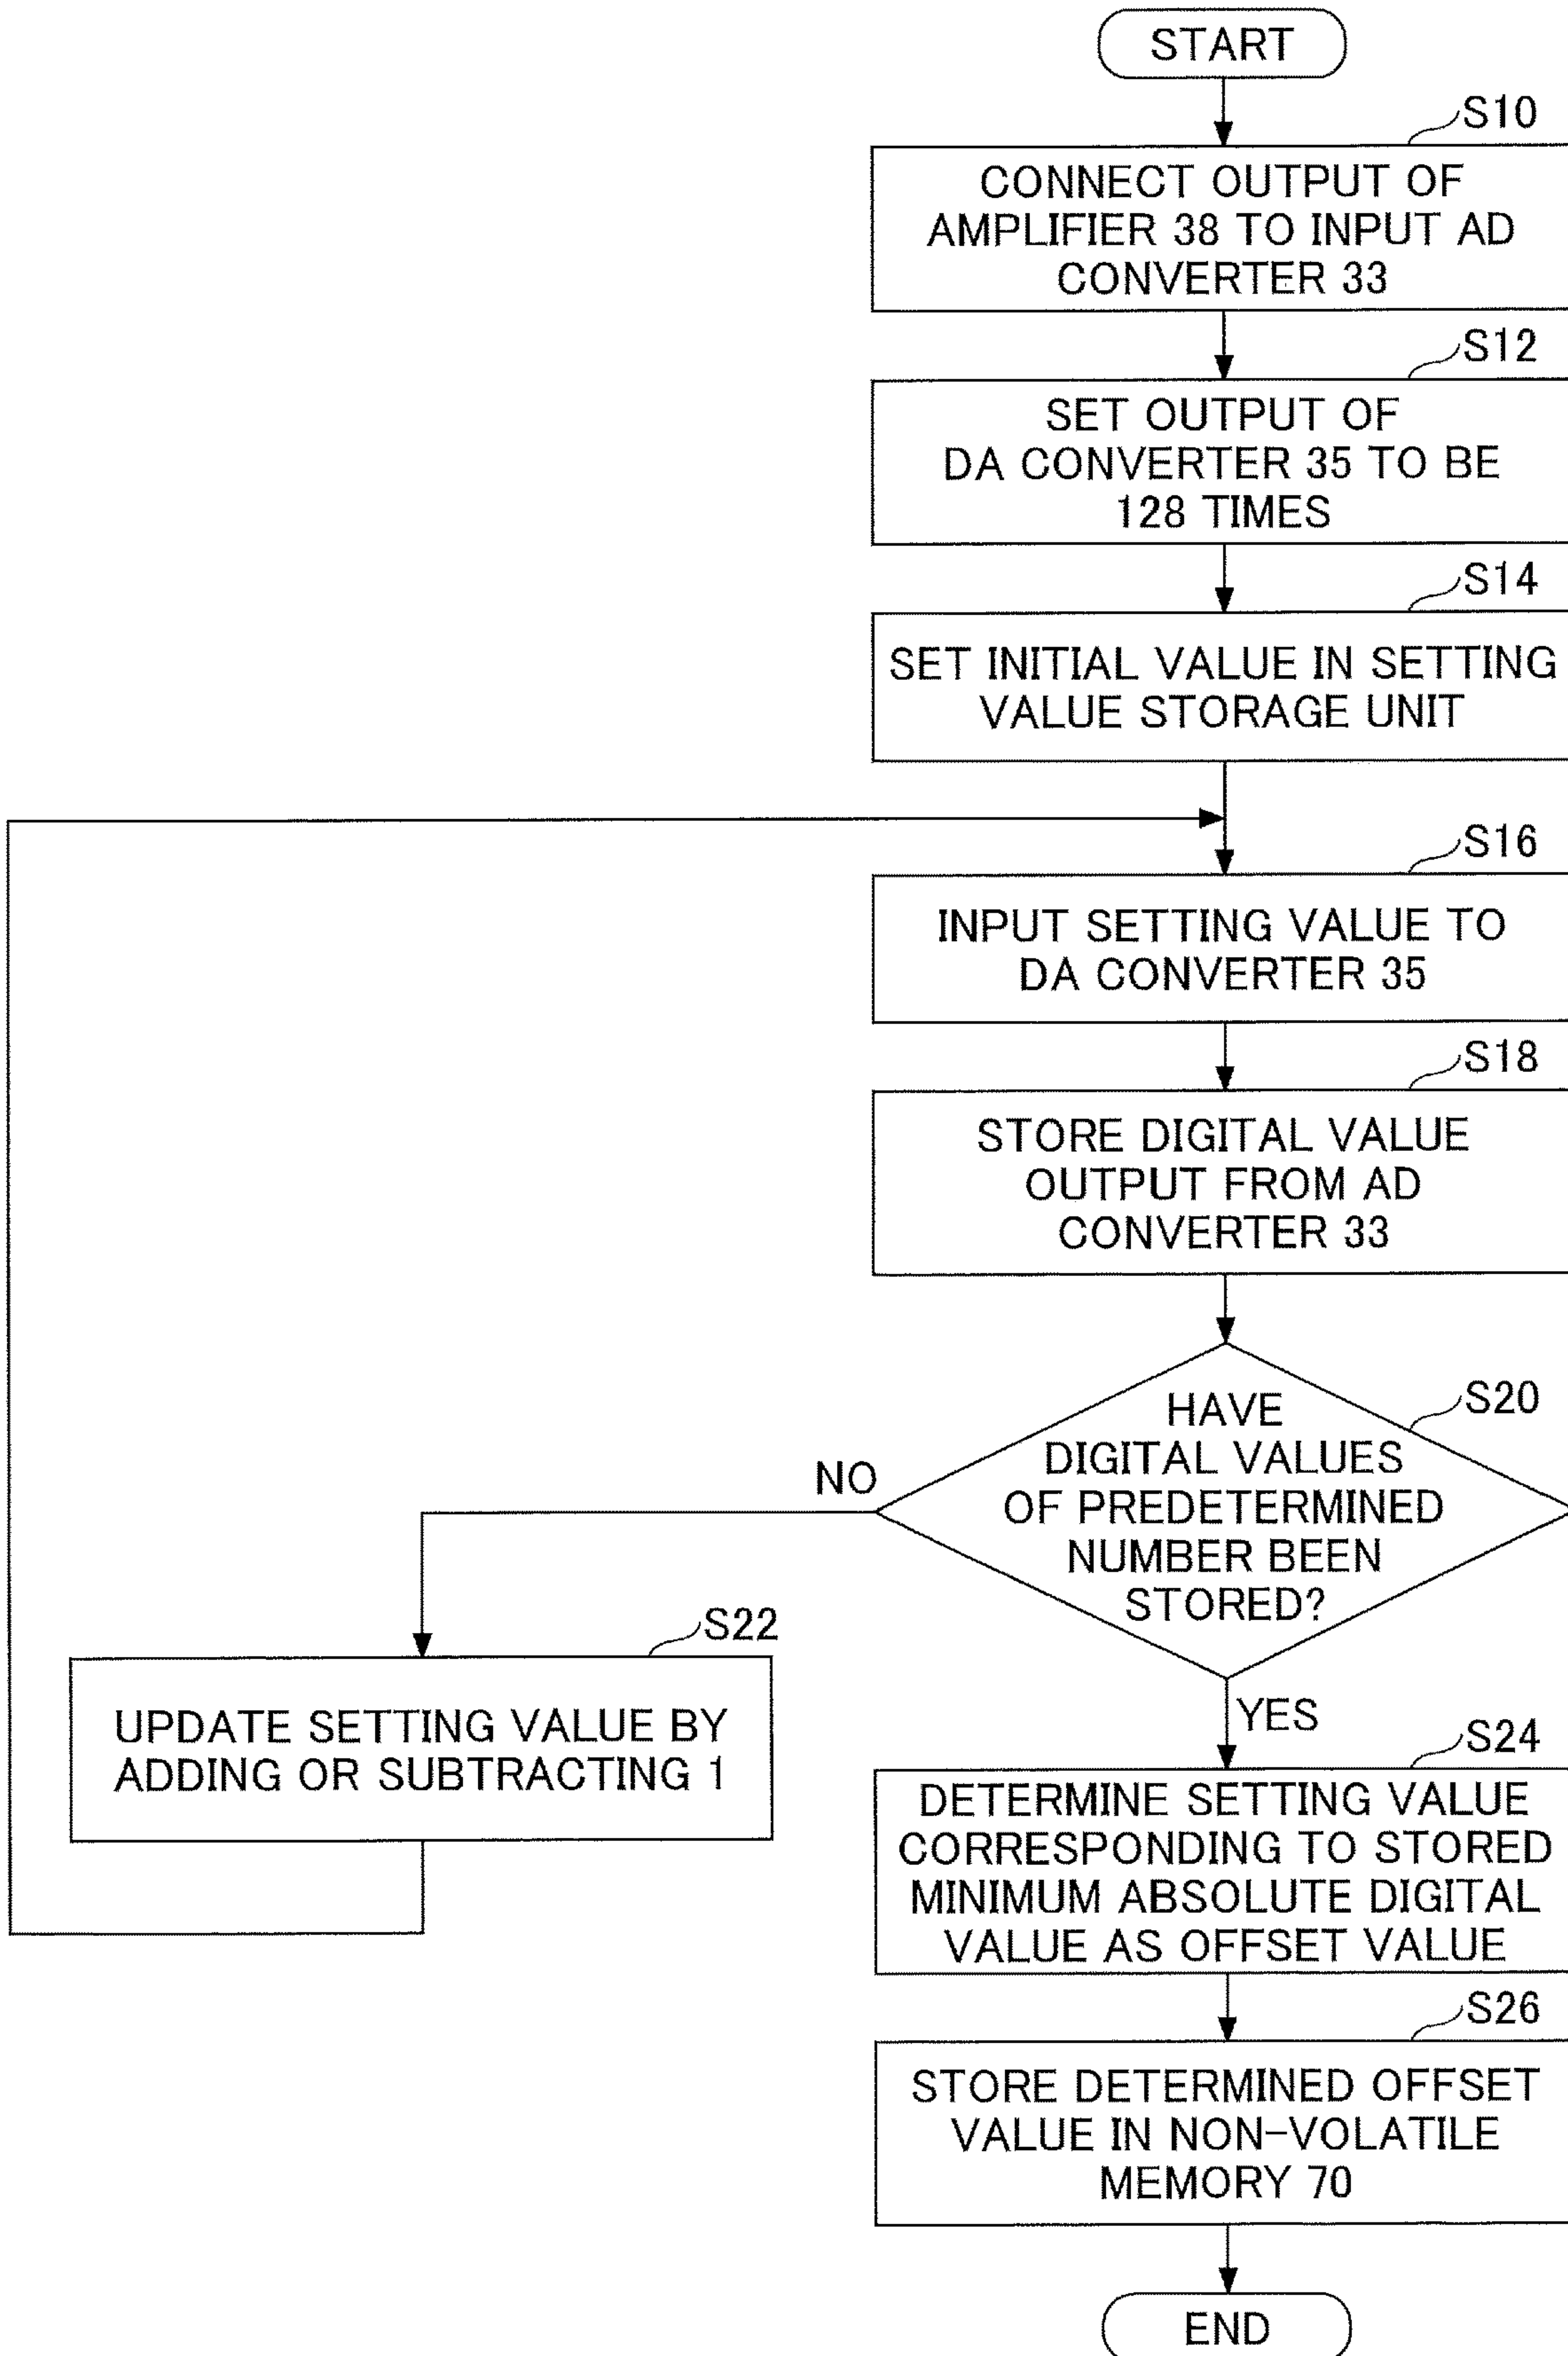 START
S10
CONNECT OUTPUT OF
AMPLIFIER 38 TO INPUT AD
CONVERTER 33
S12
SET OUTPUT OF
DA CONVERTER 35 TO BE
128 TIMES
S14
SET INITIAL VALUE IN SETTING
VALUE STORAGE UNIT
S16
INPUT SETTING VALUE TO
DA CONVERTER 35
S18
STORE DIGITAL VALUE
OUTPUT FROM AD
CONVERTER 33
S20
HAVE
DIGITAL VALUES
OF PREDETERMINED
NUMBER BEEN
STORED?
NO
S22
UPDATE SETTING VALUE BY
ADDING OR SUBTRACTING 1
YES
S24
DETERMINE SETTING VALUE
CORRESPONDING TO STORED
MINIMUM ABSOLUTE DIGITAL
VALUE AS OFFSET VALUE
S26
STORE DETERMINED OFFSET
VALUE IN NON-VOLATILE
MEMORY 70
END